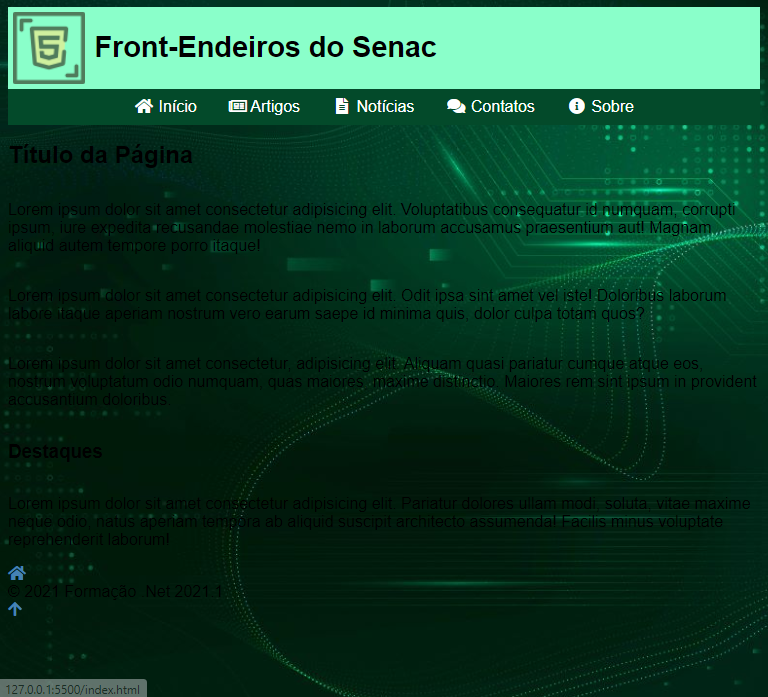 Front-Endeiros do Senac
Início Artigos Notícias Contatos Sobre
Título da Página
Lorem ipsum dolor sit amet consectetur adipisicing elit. Voluptatibus consequatur id numquam, corrupti
ipsum, iure expedita recusandae molestiae nemo in laborum accusamus praesentium aut! Magnam
aliquid autem tempore porro itaque!
Lorem ipsum dolor sit amet consectetur adipisicing elit. Odit ipsa sint amet vel iste! Doloribus laborum
labore itaque aperiam nostrum vero earum saepe id minima quis, dolor culpa totam quos?
Lorem ipsum dolor sit amet consectetur, adipisicing elit. Aliquam quasi pariatur cumque atque eos,
nostrum voluptatum odio numquam, quas maiores, maxime distinctio. Maiores rem sint ipsum in provident
accusantium doloribus.
Destaques
Lorem ipsum dolor sit amet consectetur adipisicing elit. Pariatur dolores ullam modi, soluta, vitae maxime
neque odio, natus aperiam tempora ab aliquid suscipit architecto assumenda! Facilis minus voluptate
reprehenderit laborum!
© 2021 Formação .Net 2021.1
127.0.0.1:5500/index.html